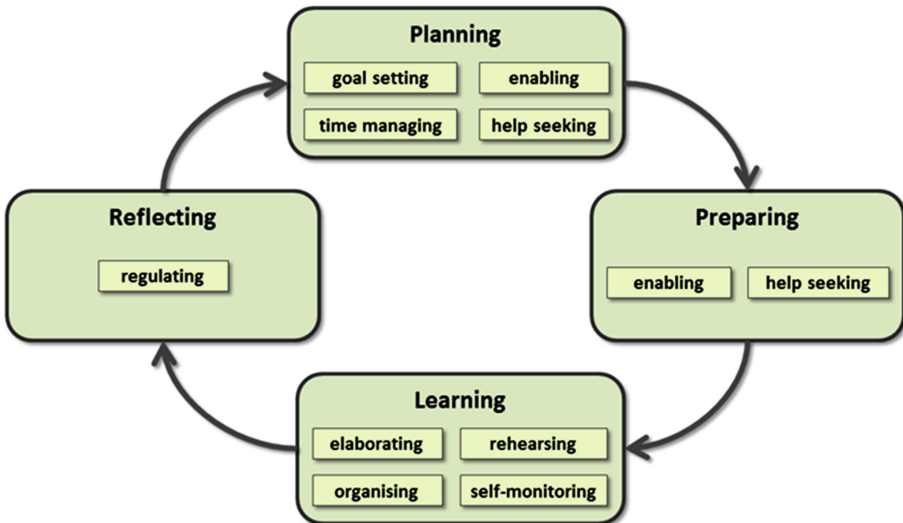 Planning
goal setting
enabling
time managing
help seeking
Reflecting
regulating
Preparing
enabling
help seeking
Learning
elaborating
rehearsing
organising
self-monitoring